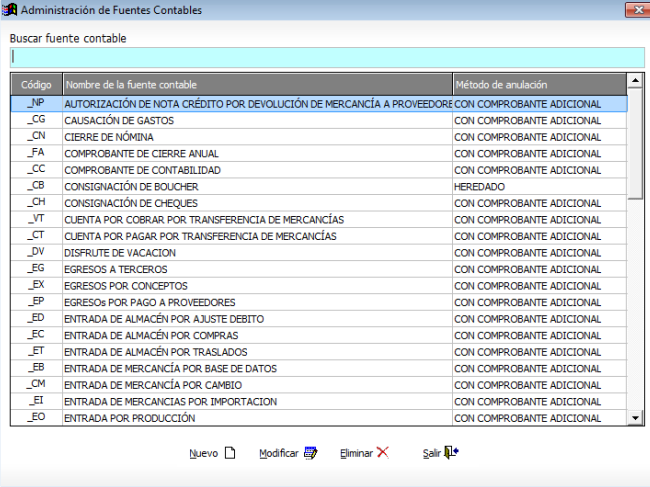 Administración de Fuentes Contables
Buscar fuente contable
Código Nombre de la fuente contable Método de anulación
_NP AUTORIZACIÓN DE NOTA CRÉDITO POR DEVOLUCIÓN DE MERCANCÍA A PROVEEDORE CON COMPROBANTE ADICIONAL
_CG CAUSACIÓN DE GASTOS CON COMPROBANTE ADICIONAL
_CN CIERRE DE NÓMINA CON COMPROBANTE ADICIONAL
_FA COMPROBANTE DE CIERRE ANUAL CON COMPROBANTE ADICIONAL
_CC COMPROBANTE DE CONTABILIDAD CON COMPROBANTE ADICIONAL
_CB CONSIGNACIÓN DE BOUCHER HEREDADO
_CH CONSIGNACIÓN DE CHEQUES CON COMPROBANTE ADICIONAL
_VT CUENTA POR COBRAR POR TRANSFERENCIA DE MERCANCÍAS CON COMPROBANTE ADICIONAL
_CT CUENTA POR PAGAR POR TRANSFERENCIA DE MERCANCÍAS CON COMPROBANTE ADICIONAL
_DV DISFRUTE DE VACACION CON COMPROBANTE ADICIONAL
_EG EGRESOS A TERCEROS CON COMPROBANTE ADICIONAL
_EX EGRESOS POR CONCEPTOS CON COMPROBANTE ADICIONAL
_EP EGRESOs POR PAGO A PROVEEDORES CON COMPROBANTE ADICIONAL
_ED ENTRADA DE ALMACÉN POR AJUSTE DEBITO CON COMPROBANTE ADICIONAL
_EC ENTRADA DE ALMACÉN POR COMPRAS CON COMPROBANTE ADICIONAL
_ET ENTRADA DE ALMACÉN POR TRASLADOS CON COMPROBANTE ADICIONAL
_EB ENTRADA DE MERCANCÍA POR BASE DE DATOS CON COMPROBANTE ADICIONAL
_CM ENTRADA DE MERCANCÍA POR CAMBIO CON COMPROBANTE ADICIONAL
_EI ENTRADA DE MERCANCIAS POR IMPORTACION CON COMPROBANTE ADICIONAL
_EO ENTRADA POR PRODUCCIÓN CON COMPROBANTE ADICIONAL
Nuevo Modificar Eliminar Salir